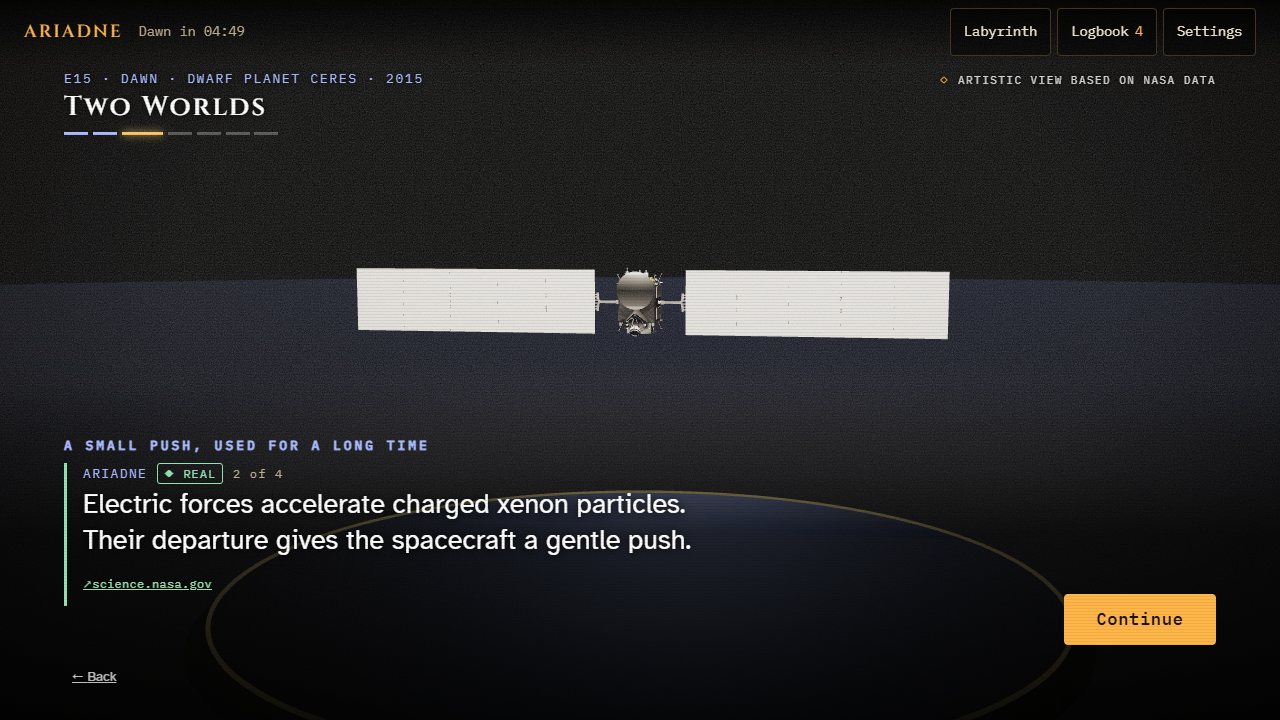 ARIADNE Dawn in 04:49 Labyrinth Logbook 4 Settings
E15 · DAWN · DWARF PLANET CERES · 2015
◇ ARTISTIC VIEW BASED ON NASA DATA
TWO WORLDS
A SMALL PUSH, USED FOR A LONG TIME
ARIADNE ◆ REAL 2 of 4
Electric forces accelerate charged xenon particles.
Their departure gives the spacecraft a gentle push.
↗science.nasa.gov
Continue
← Back